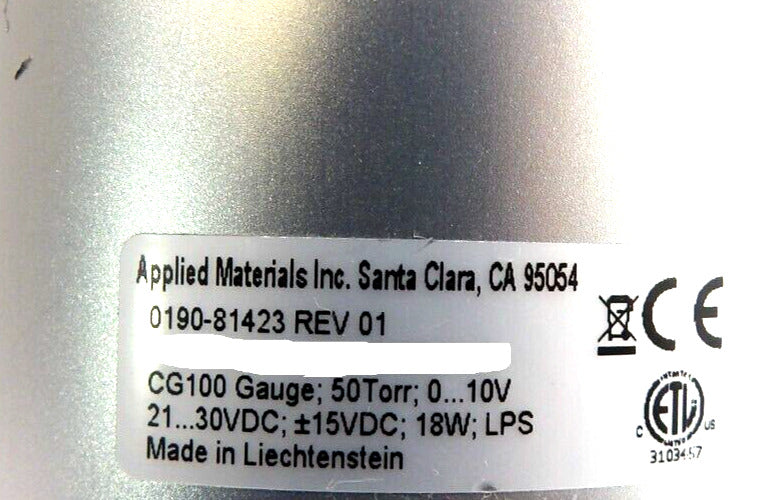 Applied Materials Inc. Santa Clara, CA 95054
0190-81423 REV 01
CG100 Gauge; 50Torr; 0...10V
21...30VDC; ±15VDC; 18W; LPS
Made in Liechtenstein
CE
C ETL US
3103457